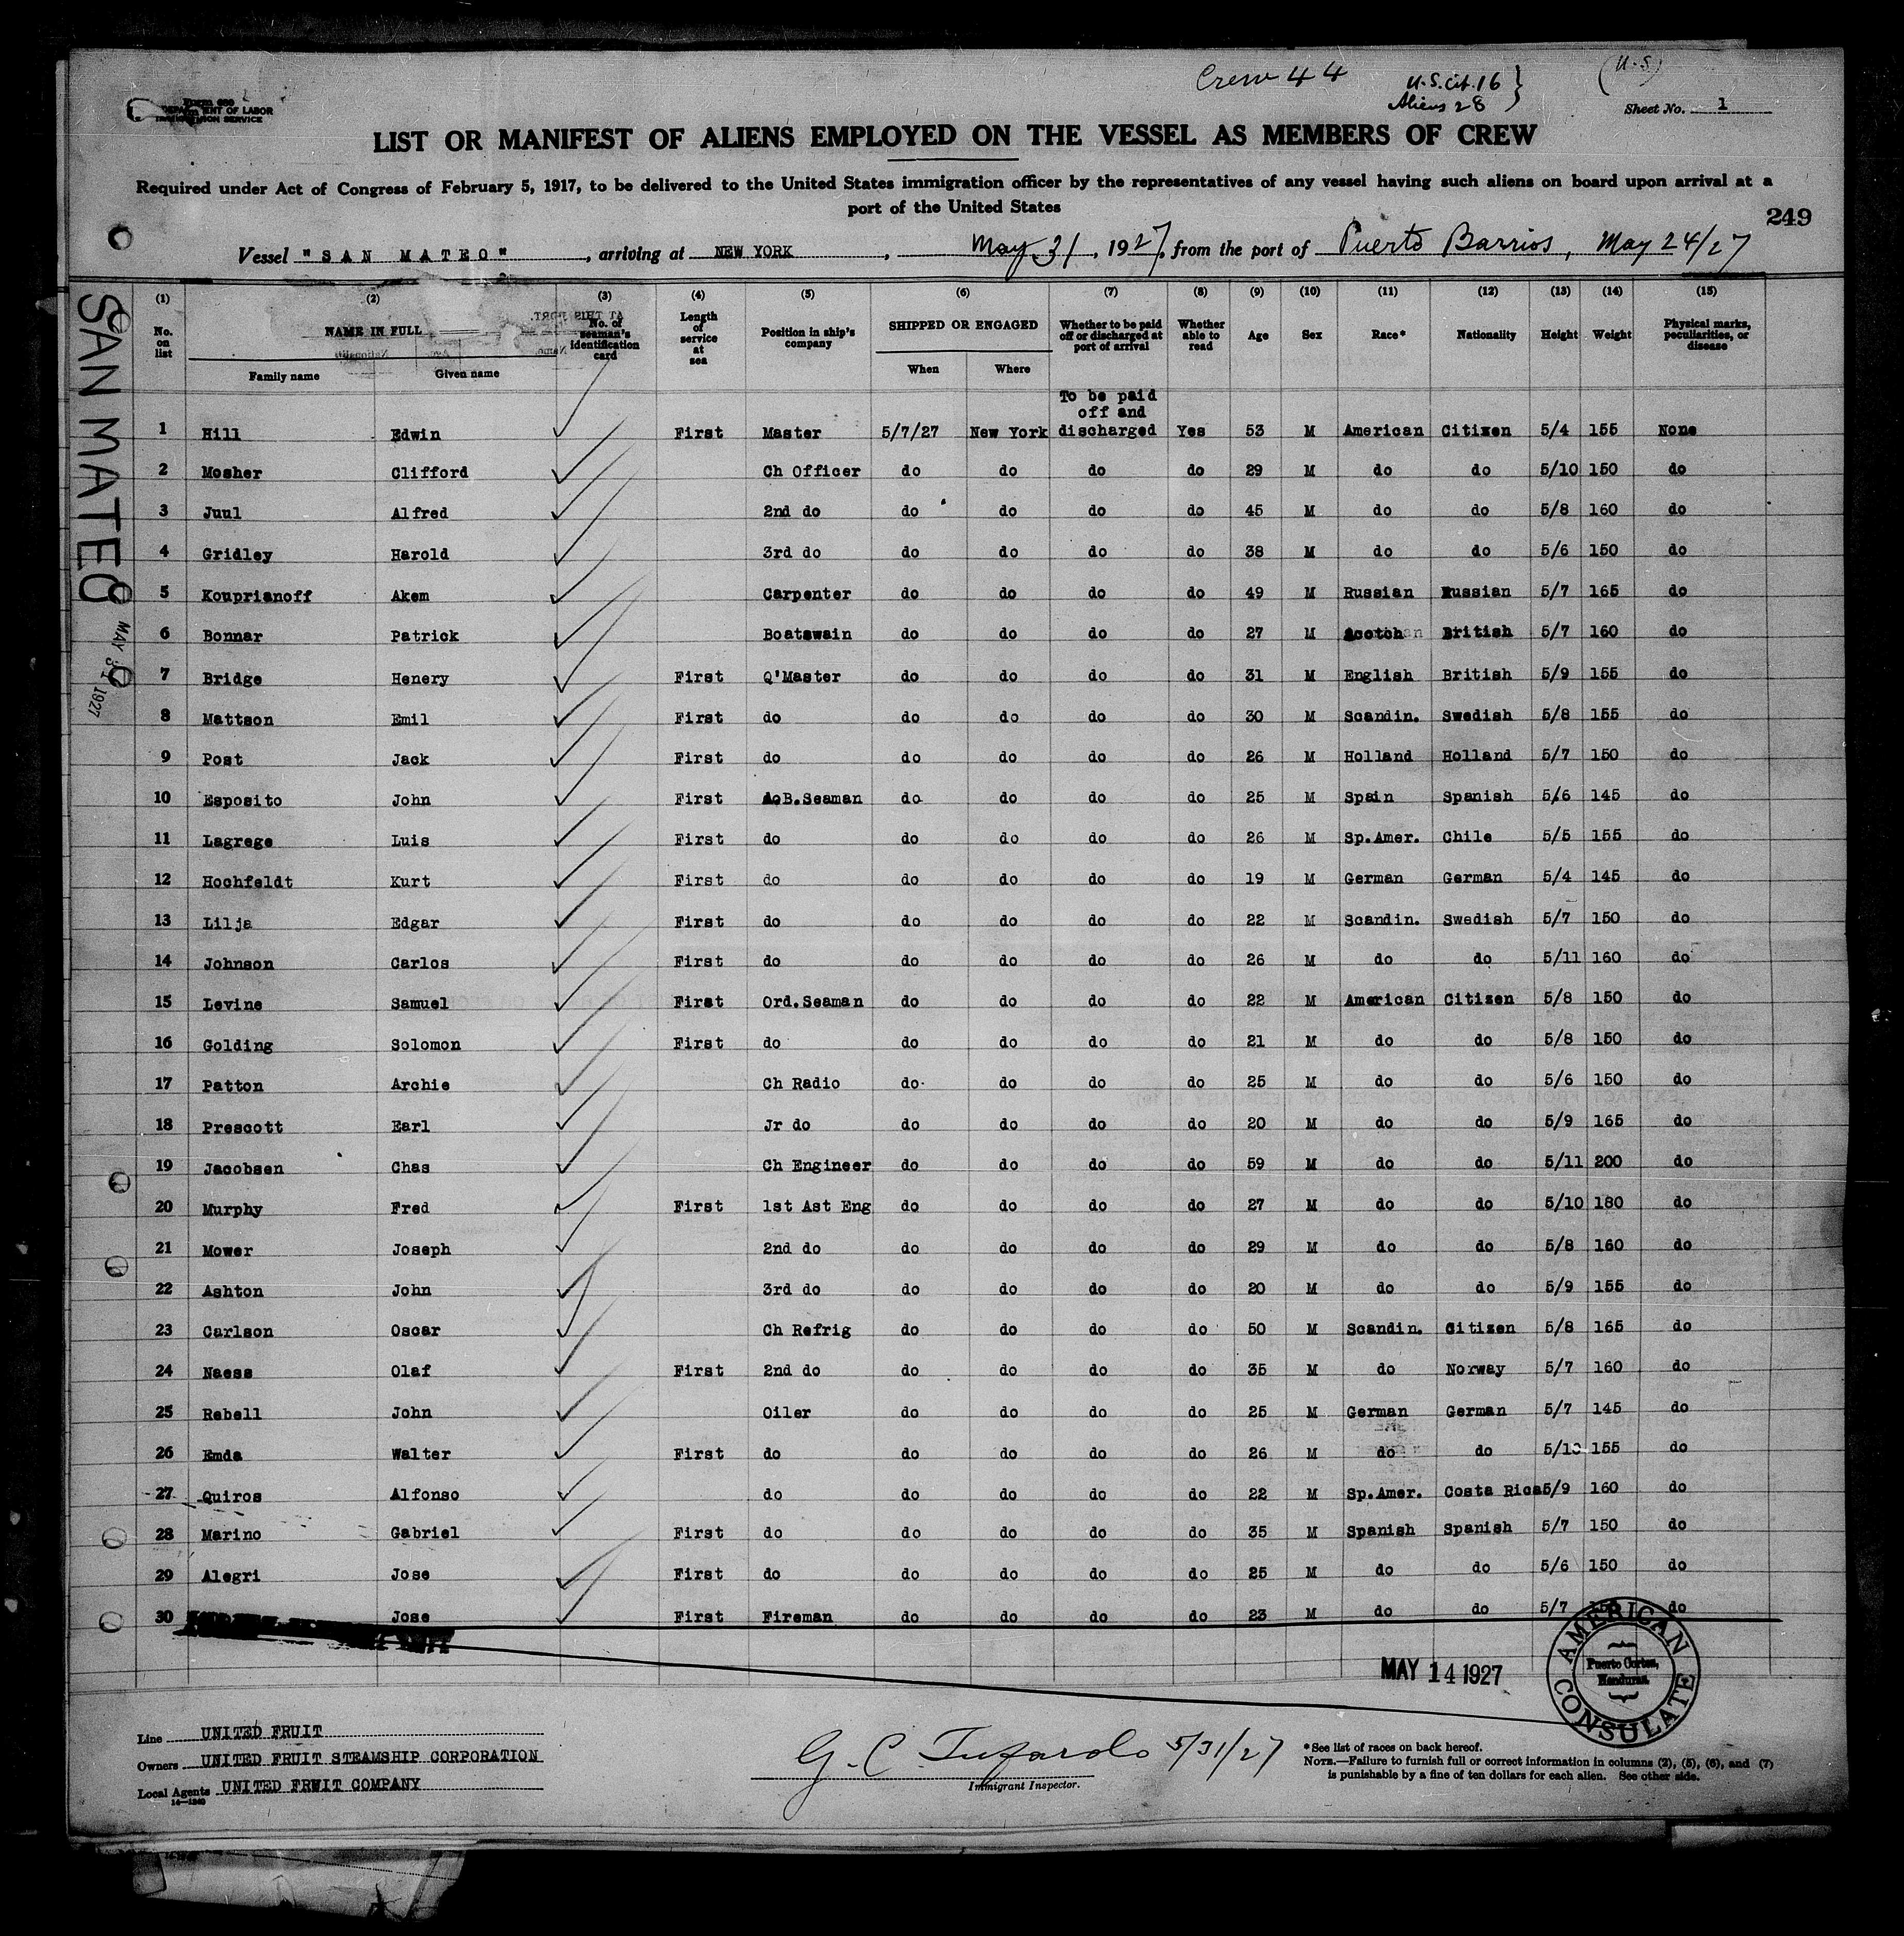 Crew 44
U.S. Cit. 16
Aliens 28
(U.S)
Form 680
DEPARTMENT OF LABOR
IMMIGRATION SERVICE
Sheet No. 1
LIST OR MANIFEST OF ALIENS EMPLOYED ON THE VESSEL AS MEMBERS OF CREW
Required under Act of Congress of February 5, 1917, to be delivered to the United States immigration officer by the representatives of any vessel having such aliens on board upon arrival at a
port of the United States
249
Vessel "SAN MATEO", arriving at NEW YORK, May 31, 1927, from the port of Puerto Barrios, May 24/27
SAN MATEO
MAY 31 1927
(1) (2) (3) (4) (5) (6) (7) (8) (9) (10) (11) (12) (13) (14) (15)
No. on list NAME IN FULL No. of seaman's identification card Length of service at sea Position in ship's company SHIPPED OR ENGAGED Whether to be paid off or discharged at port of arrival Whether able to read Age Sex Race* Nationality Height Weight Physical marks, peculiarities, or disease
Family name Given name When Where
To be paid
off and
1 Hill Edwin First Master 5/7/27 New York discharged Yes 53 M American Citizen 5/4 155 None
2 Mosher Clifford Ch Officer do do do do 29 M do do 5/10 150 do
3 Juul Alfred 2nd do do do do do 45 M do do 5/8 160 do
4 Gridley Harold 3rd do do do do do 38 M do do 5/6 150 do
5 Kouprianoff Akem Carpenter do do do do 49 M Russian Russian 5/7 165 do
6 Bonnar Patrick Boatswain do do do do 27 M Scotch British 5/7 160 do
7 Bridge Henery First Q'Master do do do do 31 M English British 5/9 155 do
8 Mattson Emil First do do do do do 30 M Scandin. Swedish 5/8 155 do
9 Post Jack First do do do do do 26 M Holland Holland 5/7 150 do
10 Esposito John First A.B.Seaman do do do do 25 M Spain Spanish 5/6 145 do
11 Lagrege Luis First do do do do do 26 M Sp.Amer. Chile 5/5 155 do
12 Hochfeldt Kurt First do do do do do 19 M German German 5/4 145 do
13 Lilja Edgar First do do do do do 22 M Scandin. Swedish 5/7 150 do
14 Johnson Carlos First do do do do do 26 M do do 5/11 160 do
15 Levine Samuel First Ord.Seaman do do do do 22 M American Citizen 5/8 150 do
16 Golding Solomon First do do do do do 21 M do do 5/8 150 do
17 Patton Archie Ch Radio do do do do 25 M do do 5/6 150 do
18 Prescott Earl Jr do do do do do 20 M do do 5/9 165 do
19 Jacobsen Chas Ch Engineer do do do do 59 M do do 5/11 200 do
20 Murphy Fred First 1st Ast Eng do do do do 27 M do do 5/10 180 do
21 Mower Joseph 2nd do do do do do 29 M do do 5/8 160 do
22 Ashton John 3rd do do do do do 20 M do do 5/9 155 do
23 Carlson Oscar Ch Refrig do do do do 50 M Scandin. Citizen 5/8 165 do
24 Naess Olaf First 2nd do do do do do 35 M do Norway 5/7 160 do
25 Rebell John Oiler do do do do 25 M German German 5/7 145 do
26 Emda Walter First do do do do do 26 M do do 5/10 155 do
27 Quiros Alfonso do do do do do 22 M Sp.Amer. Costa Rica 5/9 160 do
28 Marino Gabriel First do do do do do 35 M Spanish Spanish 5/7 150 do
29 Alegri Jose First do do do do do 25 M do do 5/6 150 do
30 Jose First Fireman do do do do 23 M do do 5/7 do
MAY 14 1927
AMERICAN CONSULATE
Puerto Cortes,
Honduras
Line UNITED FRUIT
Owners UNITED FRUIT STEAMSHIP CORPORATION
Local Agents UNITED FRUIT COMPANY
14—1240
G. C. Tufarolo 5/31/27
Immigrant Inspector.
*See list of races on back hereof.
NOTE.—Failure to furnish full or correct information in columns (2), (5), (6), and (7)
is punishable by a fine of ten dollars for each alien. See other side.